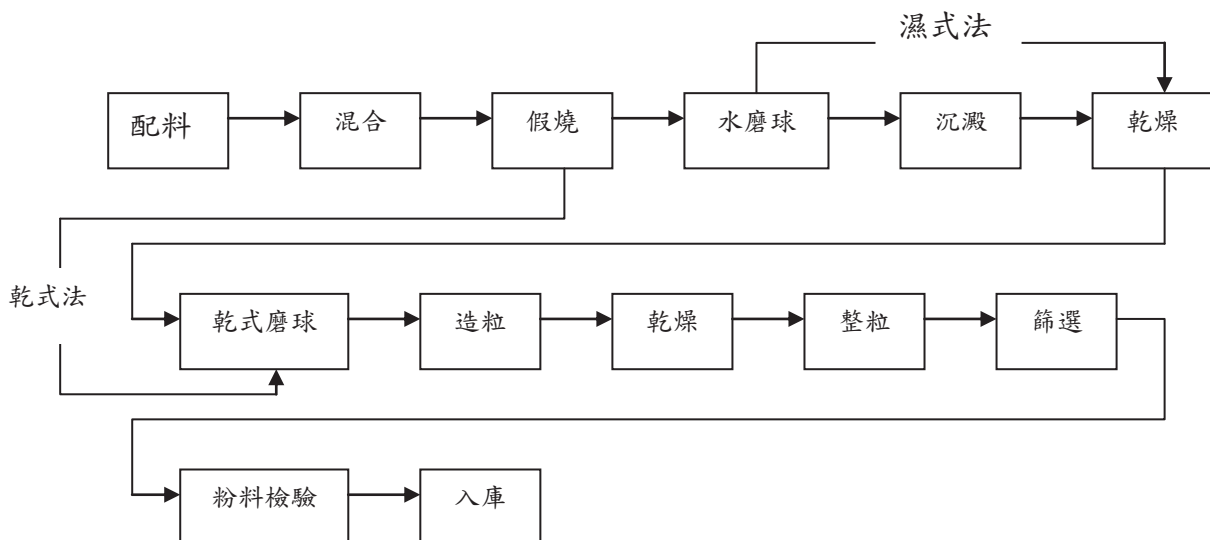 濕式法
配料
混合
假燒
水磨球
沉澱
乾燥
乾式法
乾式磨球
造粒
乾燥
整粒
篩選
粉料檢驗
入庫